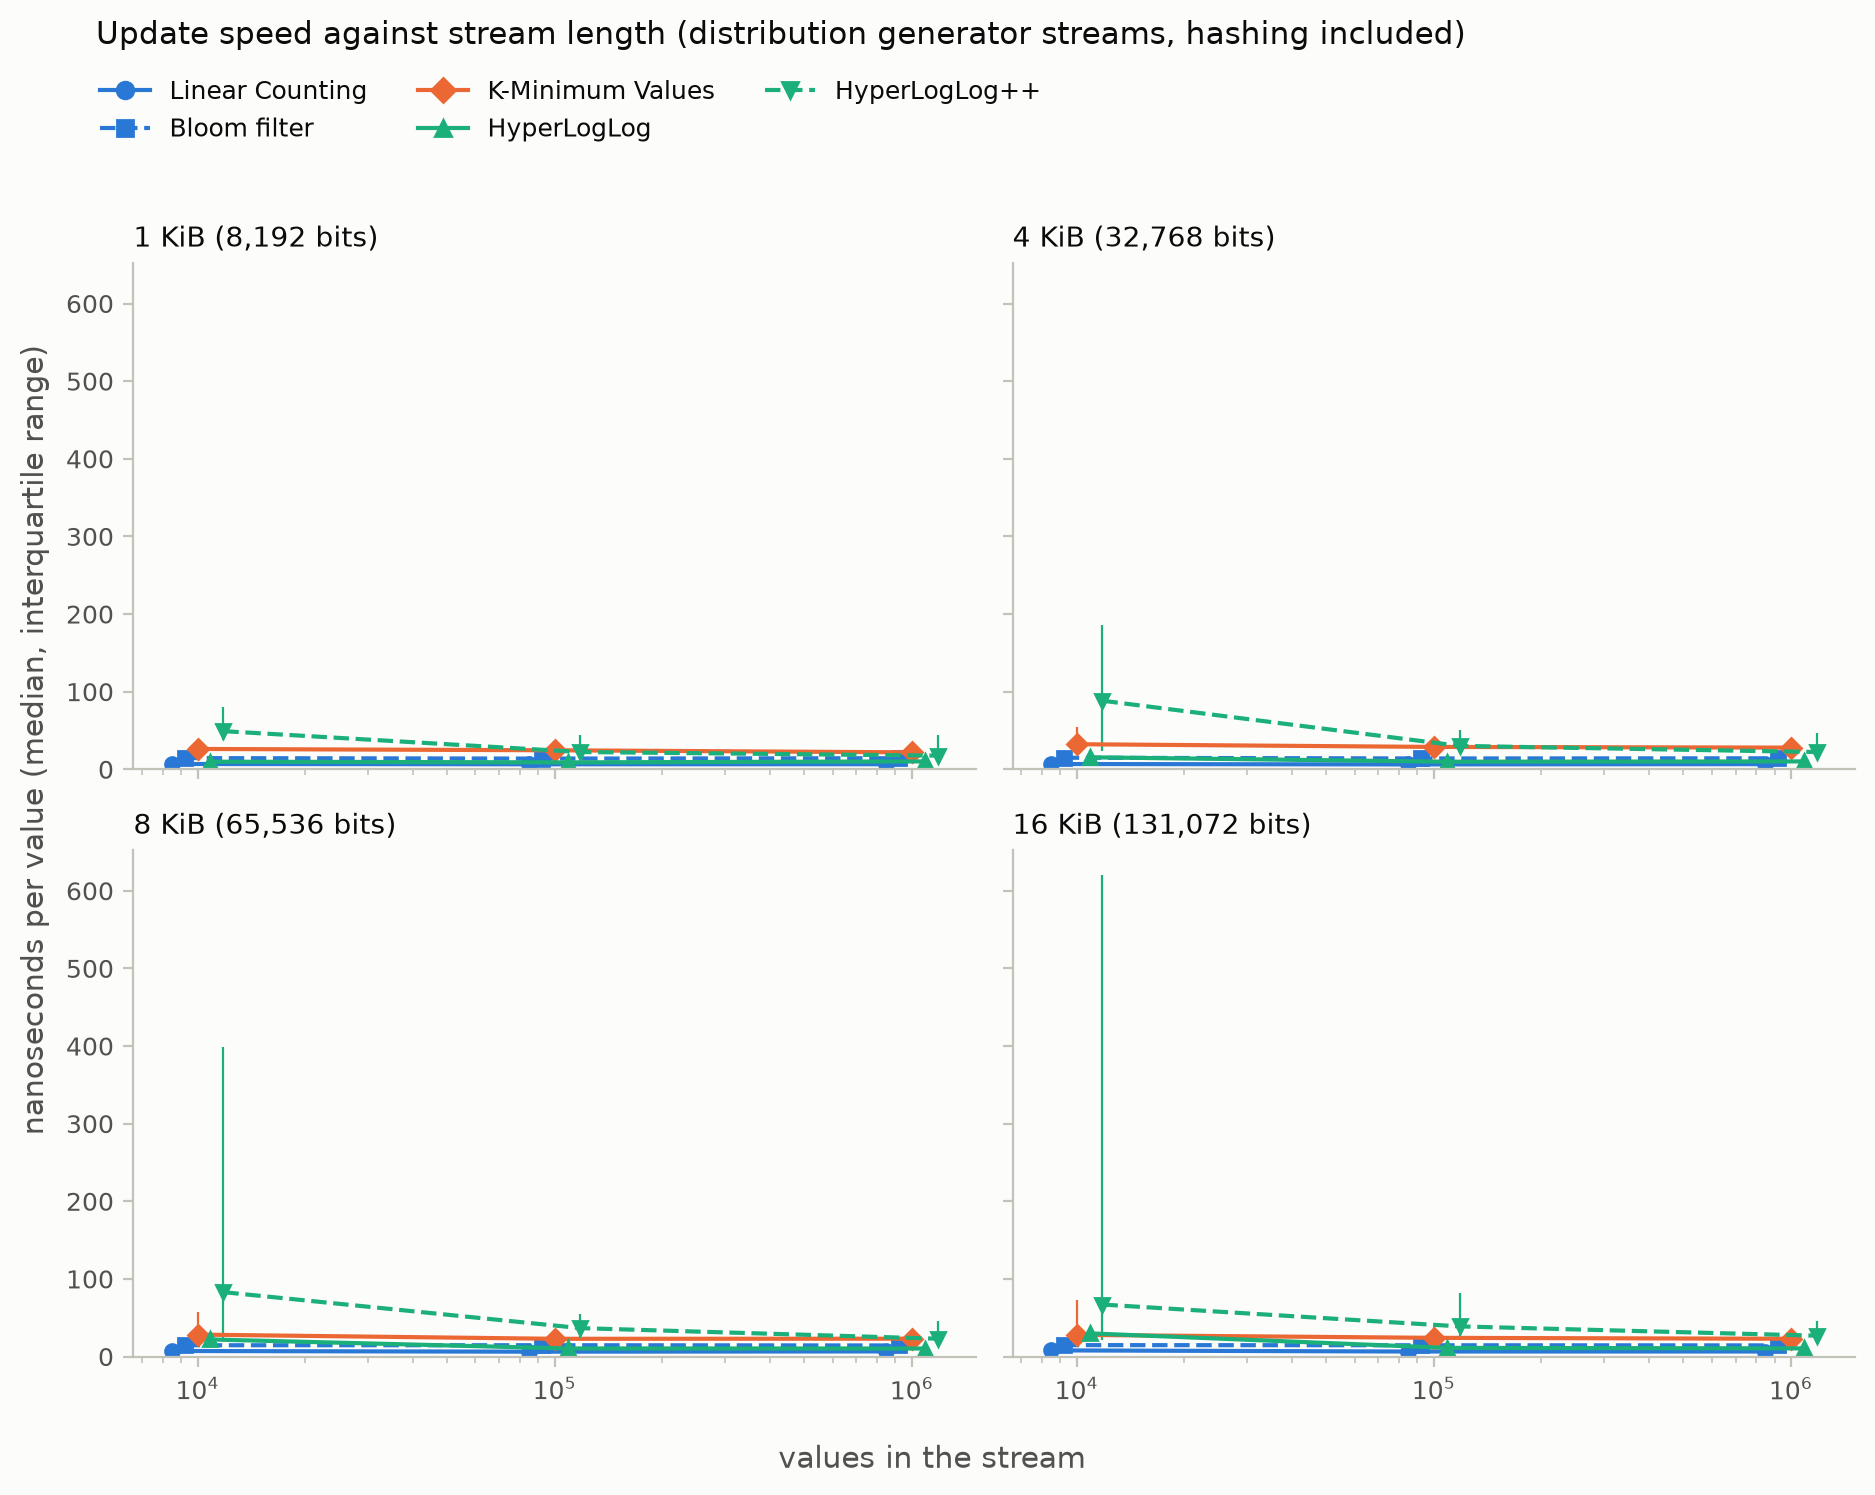 Update speed against stream length (distribution generator streams, hashing included)
Linear Counting
K-Minimum Values
HyperLogLog++
Bloom filter
HyperLogLog
nanoseconds per value (median, interquartile range)
1 KiB (8,192 bits)
600
500
400
300
200
100
0
4 KiB (32,768 bits)
8 KiB (65,536 bits)
600
500
400
300
200
100
0
10⁴
10⁵
10⁶
16 KiB (131,072 bits)
10⁴
10⁵
10⁶
values in the stream